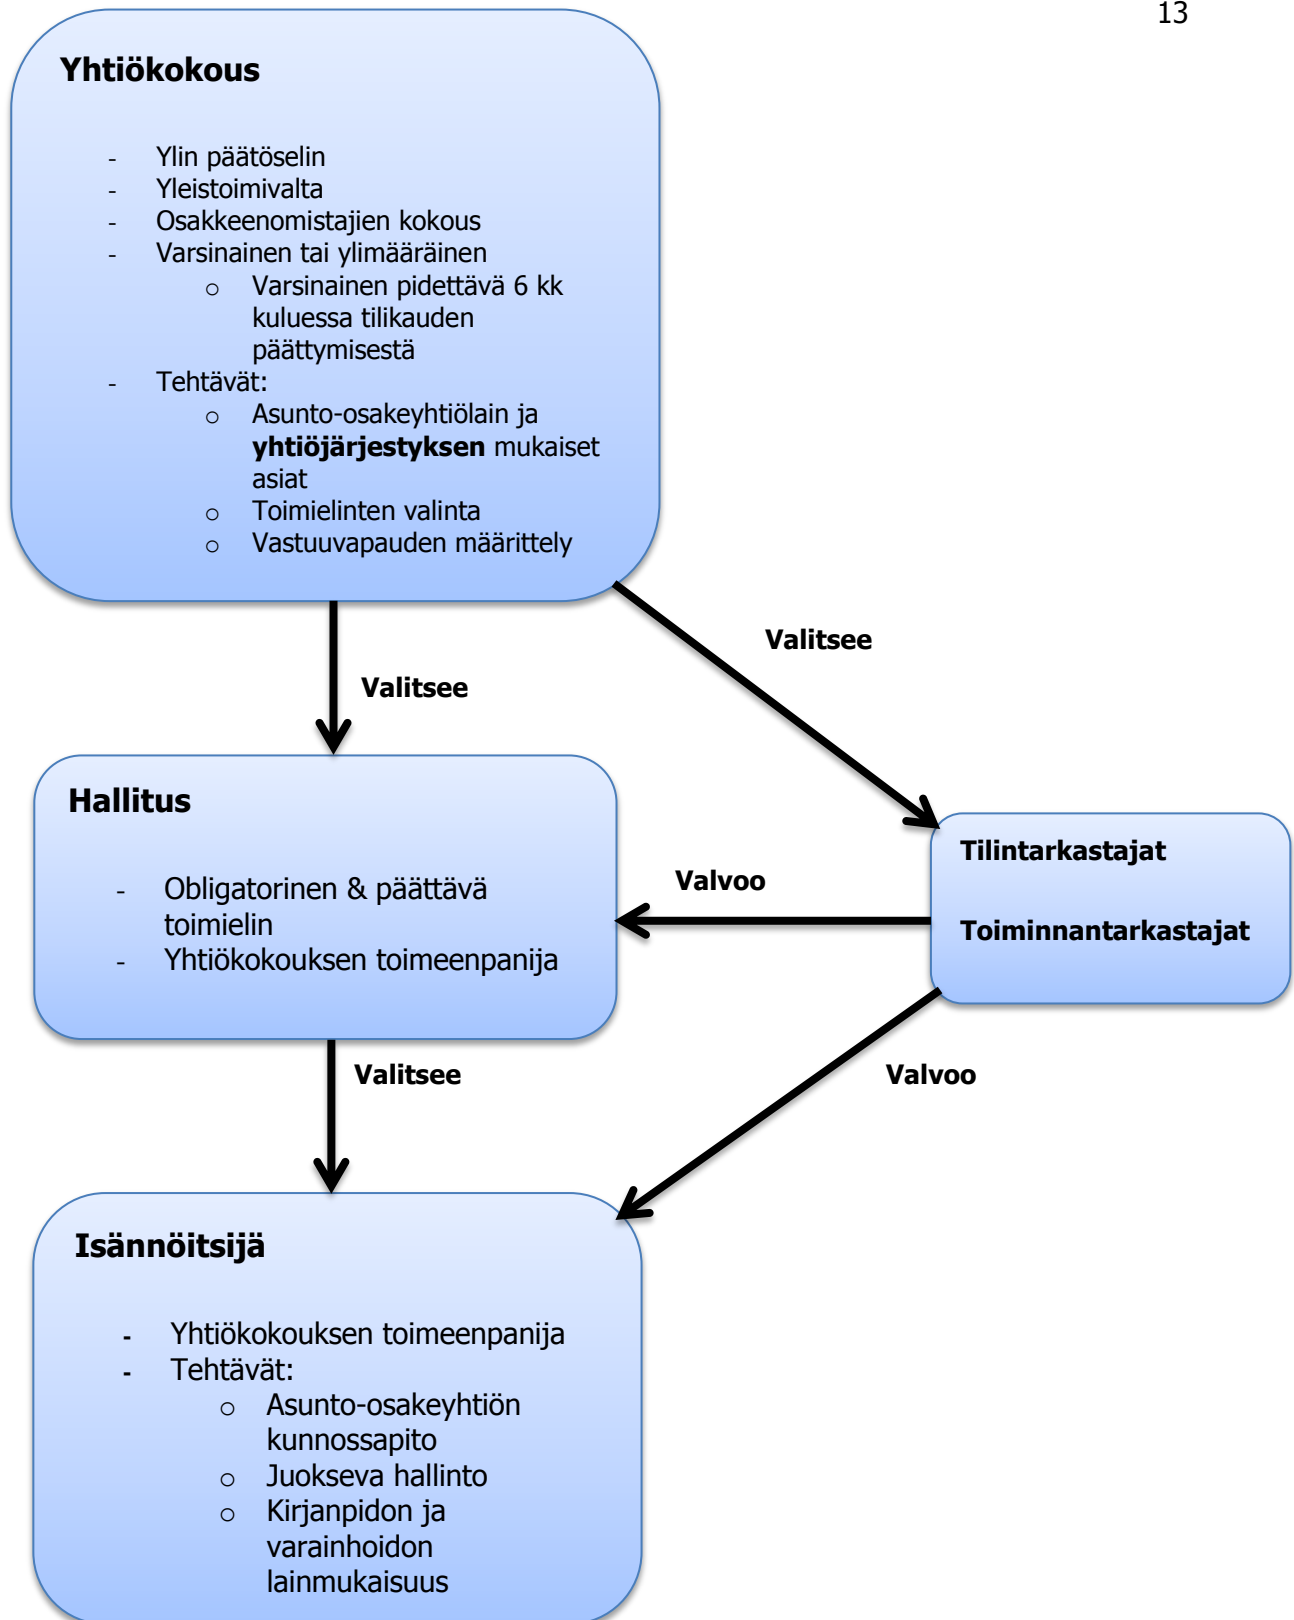 13
Yhtiökokous
- Ylin päätöselin
- Yleistoimivalta
- Osakkeenomistajien kokous
- Varsinainen tai ylimääräinen
o Varsinainen pidettävä 6 kk
kuluessa tilikauden
päättymisestä
- Tehtävät:
o Asunto-osakeyhtiölain ja
yhtiöjärjestyksen mukaiset
asiat
o Toimielinten valinta
o Vastuuvapauden määrittely
Valitsee
Valitsee
Hallitus
- Obligatorinen & päättävä
toimielin
- Yhtiökokouksen toimeenpanija
Valvoo
Tilintarkastajat
Toiminnantarkastajat
Valitsee
Valvoo
Isännöitsijä
- Yhtiökokouksen toimeenpanija
- Tehtävät:
o Asunto-osakeyhtiön
kunnossapito
o Juokseva hallinto
o Kirjanpidon ja
varainhoidon
lainmukaisuus